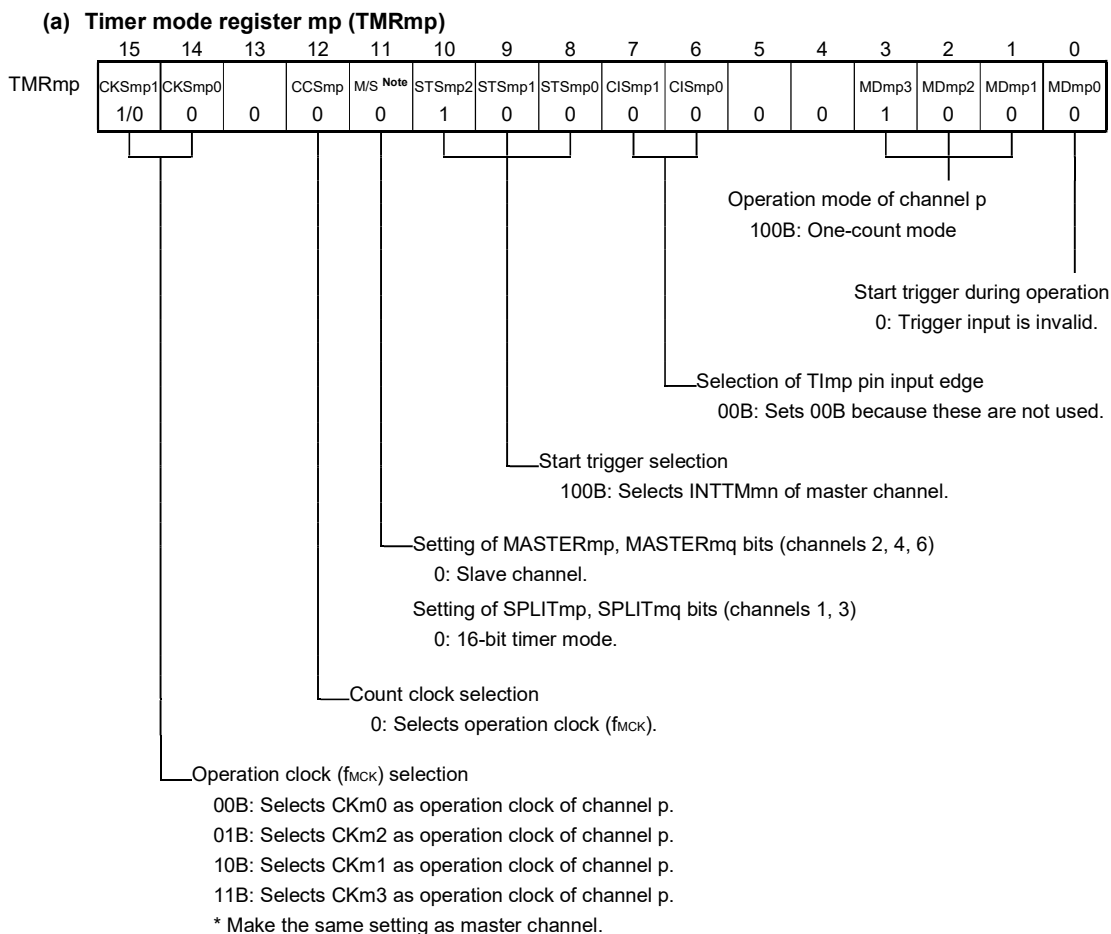 (a) Timer mode register mp (TMRmp)
15 14 13 12 11 10 9 8 7 6 5 4 3 2 1 0
TMRmp CKSmp1 CKSmp0 CCSmp M/S Note STSmp2 STSmp1 STSmp0 CISmp1 CISmp0 MDmp3 MDmp2 MDmp1 MDmp0
1/0 0 0 0 0 1 0 0 0 0 0 0 1 0 0 0
Operation mode of channel p
100B: One-count mode
Start trigger during operation
0: Trigger input is invalid.
Selection of TImp pin input edge
00B: Sets 00B because these are not used.
Start trigger selection
100B: Selects INTTMmn of master channel.
Setting of MASTERmp, MASTERmq bits (channels 2, 4, 6)
0: Slave channel.
Setting of SPLITmp, SPLITmq bits (channels 1, 3)
0: 16-bit timer mode.
Count clock selection
0: Selects operation clock (fMCK).
Operation clock (fMCK) selection
00B: Selects CKm0 as operation clock of channel p.
01B: Selects CKm2 as operation clock of channel p.
10B: Selects CKm1 as operation clock of channel p.
11B: Selects CKm3 as operation clock of channel p.
* Make the same setting as master channel.